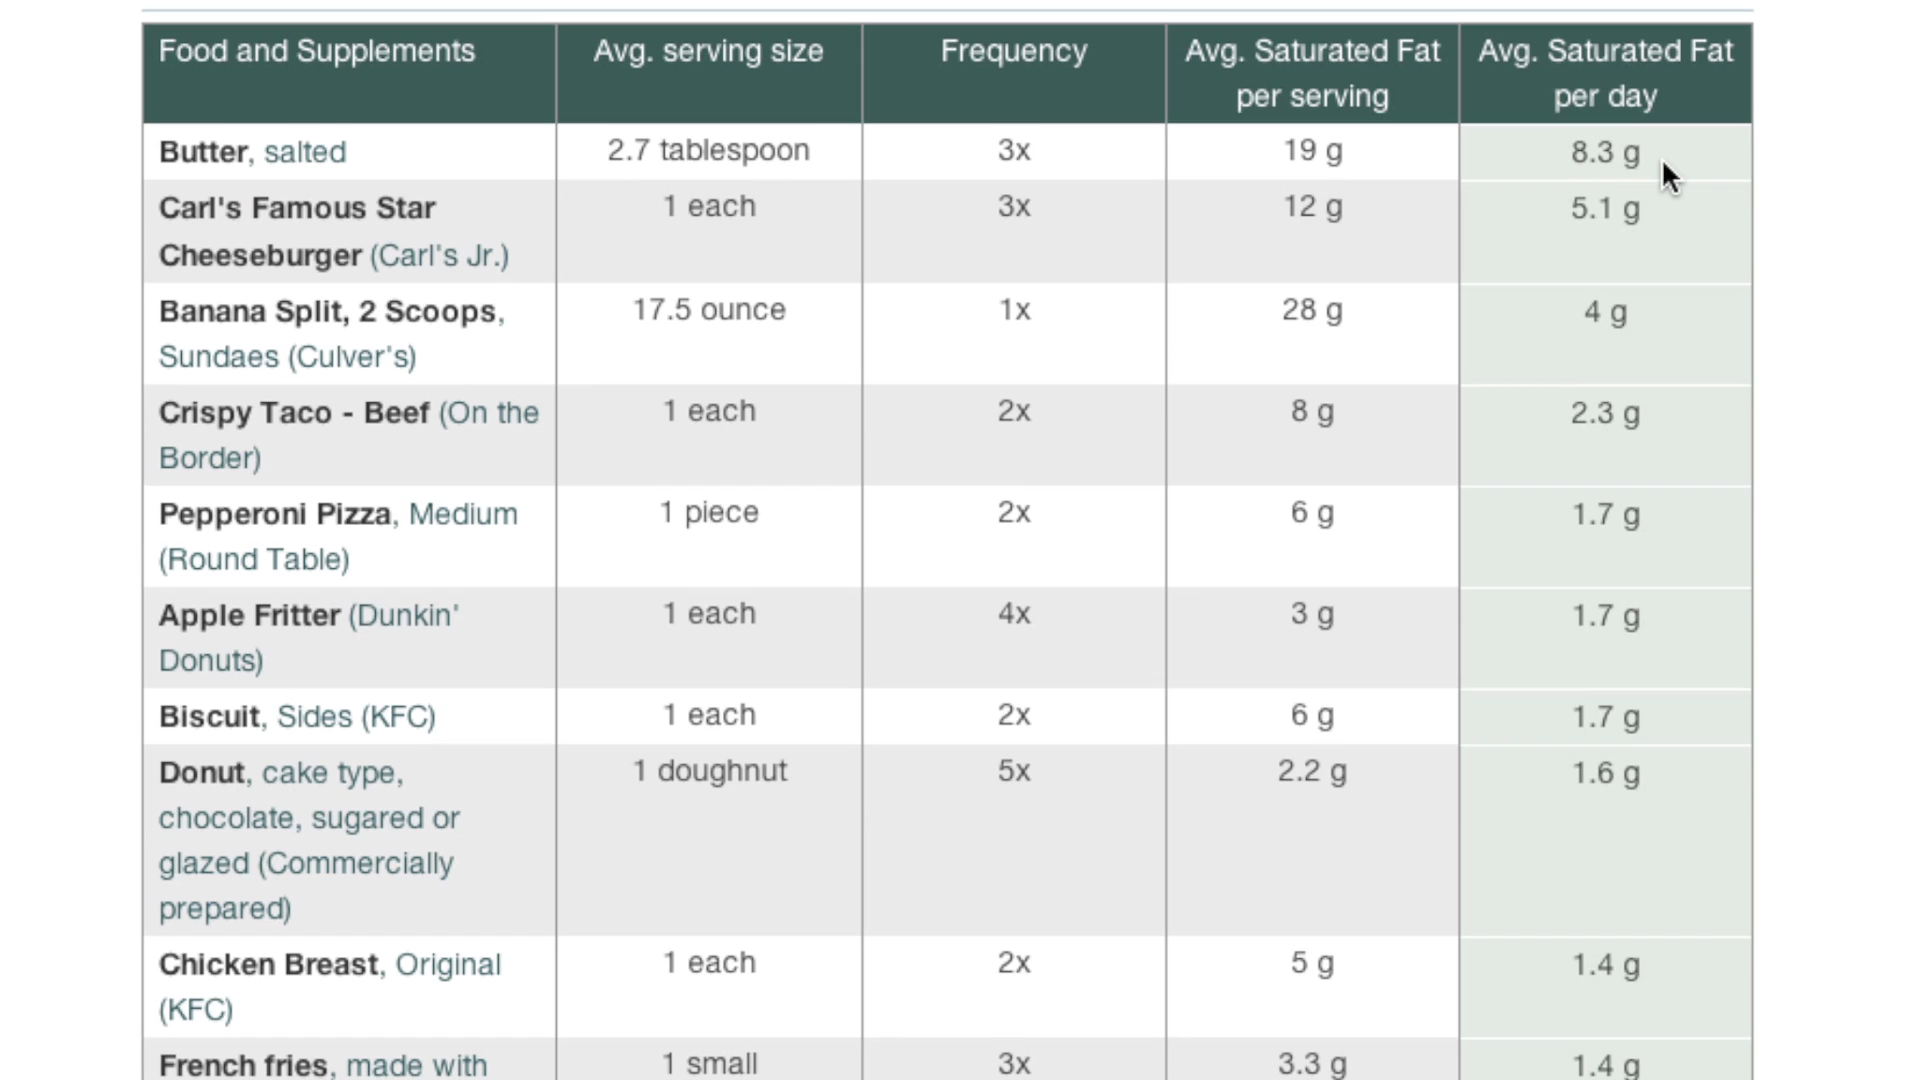 Food and Supplements Avg. serving size Frequency Avg. Saturated Fat per serving Avg. Saturated Fat per day
Butter, salted 2.7 tablespoon 3x 19 g 8.3 g
Carl's Famous Star 1 each 3x 12 g 5.1 g
Cheeseburger (Carl's Jr.)
Banana Split, 2 Scoops, 17.5 ounce 1x 28 g 4 g
Sundaes (Culver's)
Crispy Taco - Beef (On the 1 each 2x 8 g 2.3 g
Border)
Pepperoni Pizza, Medium 1 piece 2x 6 g 1.7 g
(Round Table)
Apple Fritter (Dunkin' 1 each 4x 3 g 1.7 g
Donuts)
Biscuit, Sides (KFC) 1 each 2x 6 g 1.7 g
Donut, cake type, 1 doughnut 5x 2.2 g 1.6 g
chocolate, sugared or
glazed (Commercially
prepared)
Chicken Breast, Original 1 each 2x 5 g 1.4 g
(KFC)
French fries, made with 1 small 3x 3.3 g 1.4 g